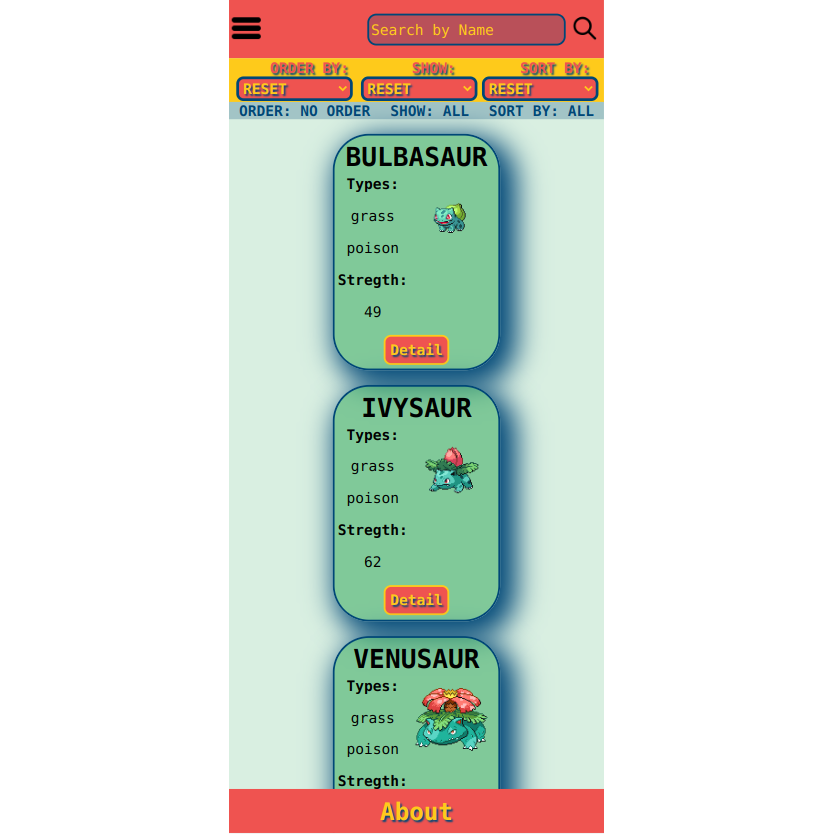 Search by Name
ORDER BY: SHOW: SORT BY:
RESET RESET RESET
ORDER: NO ORDER SHOW: ALL SORT BY: ALL
BULBASAUR
Types:
grass
poison
Stregth:
49
Detail
IVYSAUR
Types:
grass
poison
Stregth:
62
Detail
VENUSAUR
Types:
grass
poison
Stregth:
About